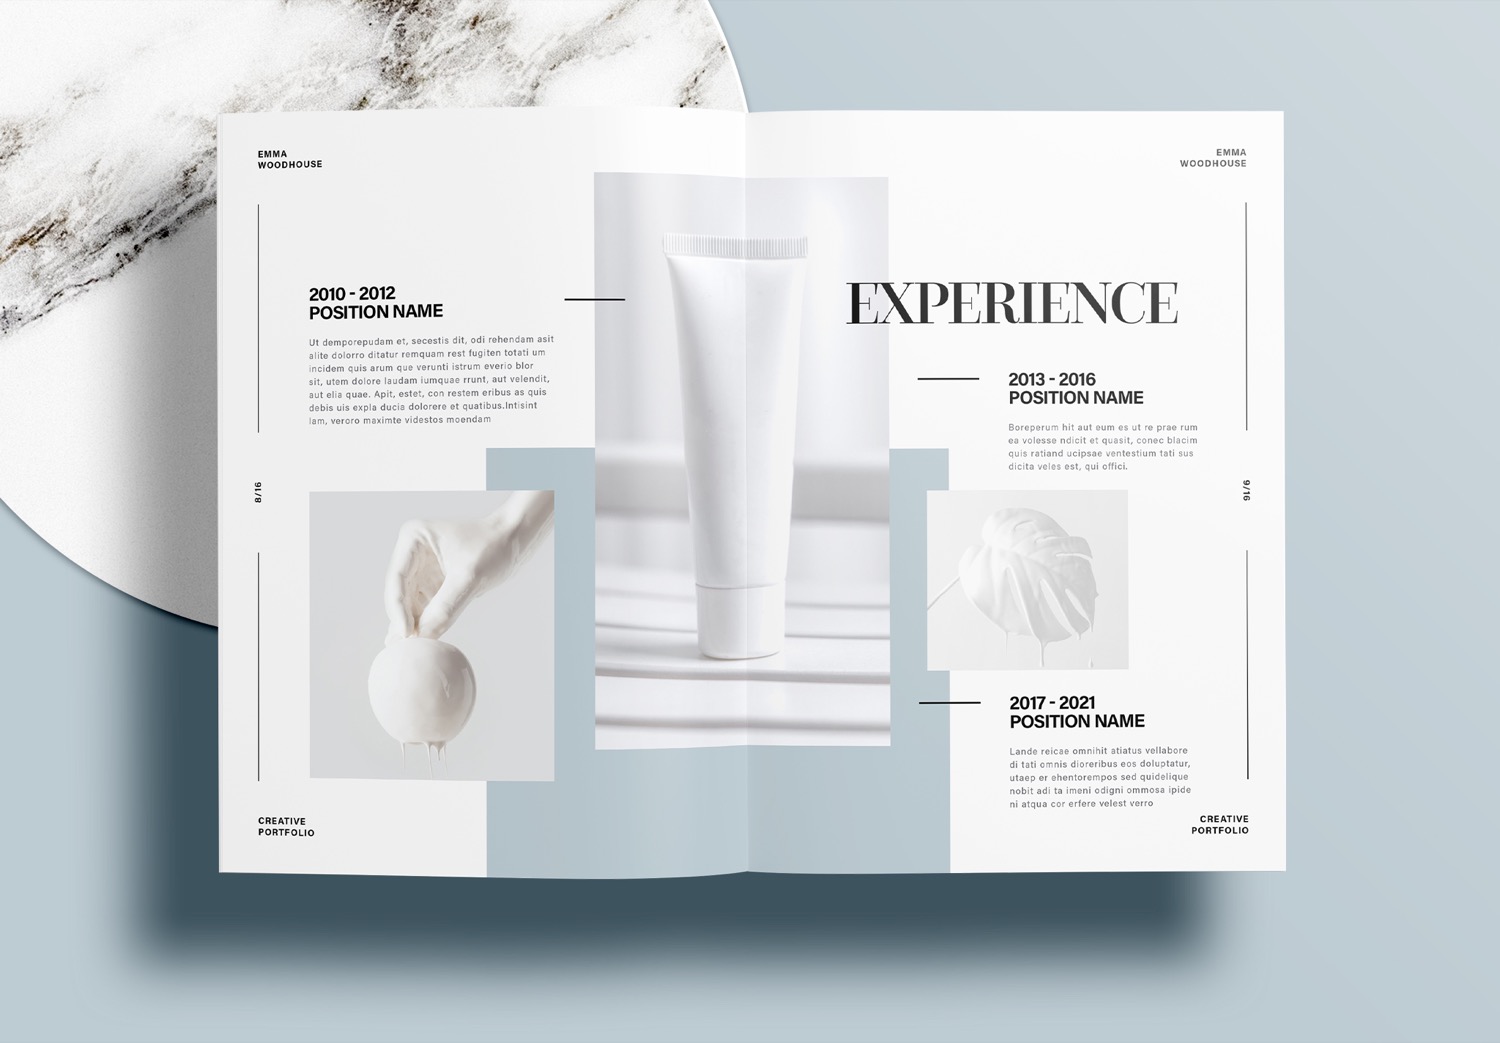 EMMA
WOODHOUSE
2010 - 2012
POSITION NAME
Ut demporepudam et, secestis dit, odi rehendam asit
alite dolorro ditatur remquam rest fugiten totati um
incidem quis arum que verunti istrum everio blor
sit, utem dolore laudam iumquae rrunt, aut velendit,
aut elia quae. Apit, estet, con restem eribus as quis
debis uis expla ducia dolorere et quatibus.Intisint
lam, veroro maximte videstos moendam
8/16
CREATIVE
PORTFOLIO
EMMA
WOODHOUSE
EXPERIENCE
2013 - 2016
POSITION NAME
Boreperum hit aut eum es ut re prae rum
ea volesse ndicit et quasit, conec blacim
quis ratiand ucipsae ventestium tati sus
dicita veles est, qui offici.
9/16
2017 - 2021
POSITION NAME
Lande reicae omnihit atiatus vellabore
di tati omnis dioreribus eos doluptatur,
utaep er ehentorempos sed quidelique
nobit adi ta imeni odigni ommosa ipide
ni atqua cor erfere velest verro
CREATIVE
PORTFOLIO